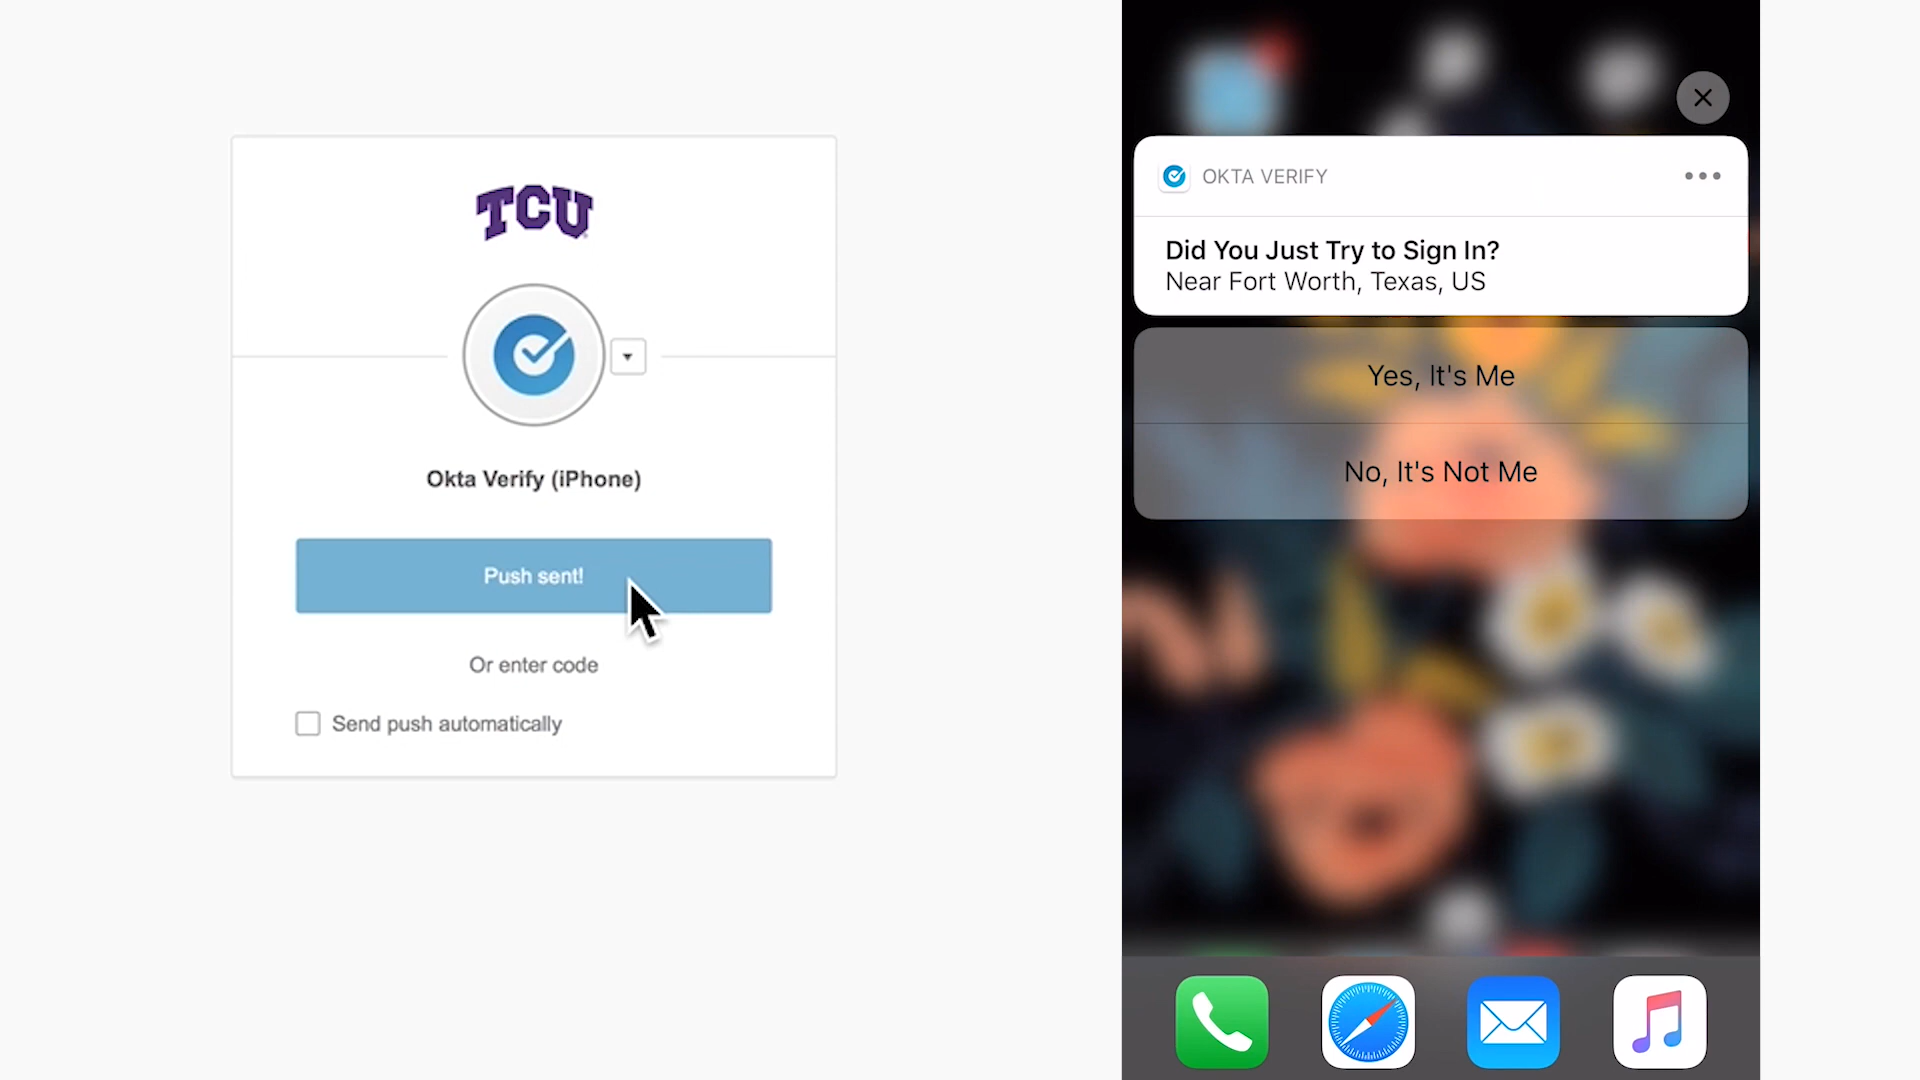 TCU
Okta Verify (iPhone)
Push sent!
Or enter code
Send push automatically
OKTA VERIFY
Did You Just Try to Sign In?
Near Fort Worth, Texas, US
Yes, It's Me
No, It's Not Me